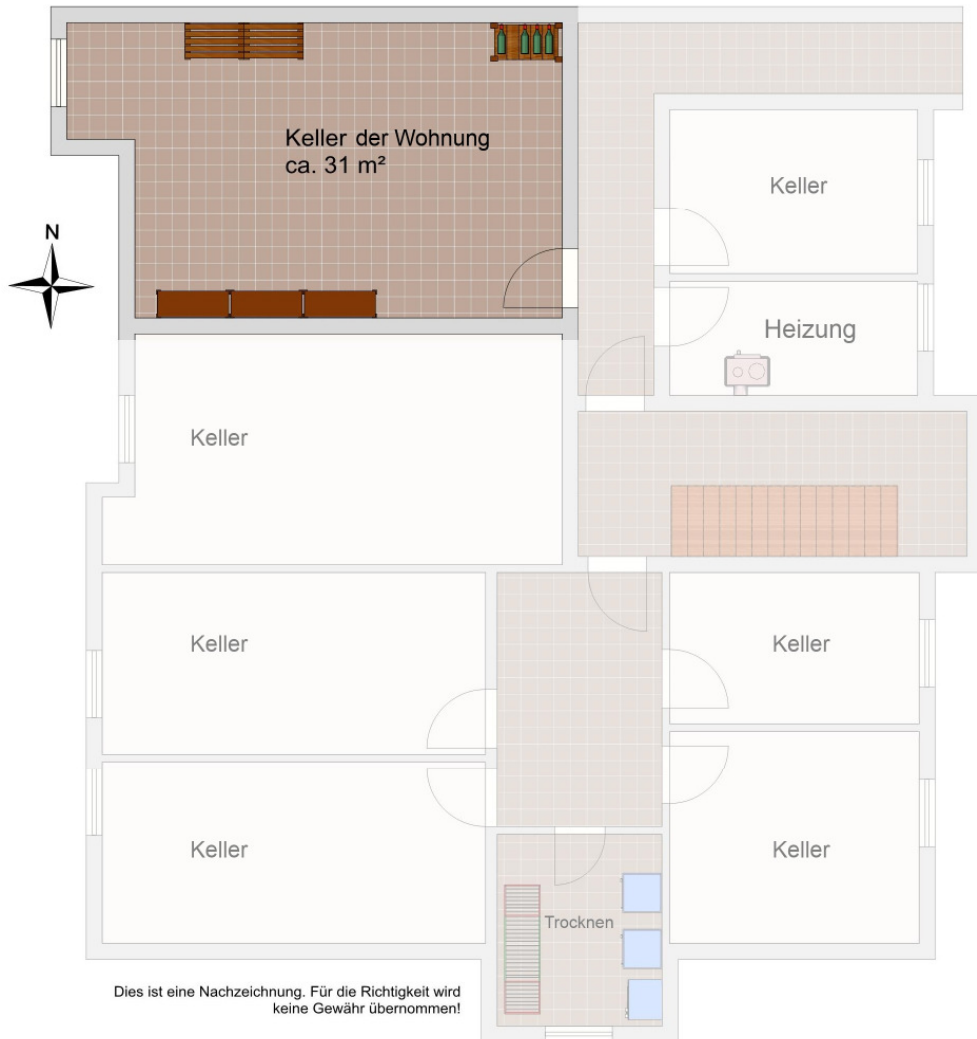 Keller der Wohnung
ca. 31 m²
Keller
N
Heizung
Keller
Keller
Keller
Keller
Keller
Trocknen
Dies ist eine Nachzeichnung. Für die Richtigkeit wird
keine Gewähr übernommen!